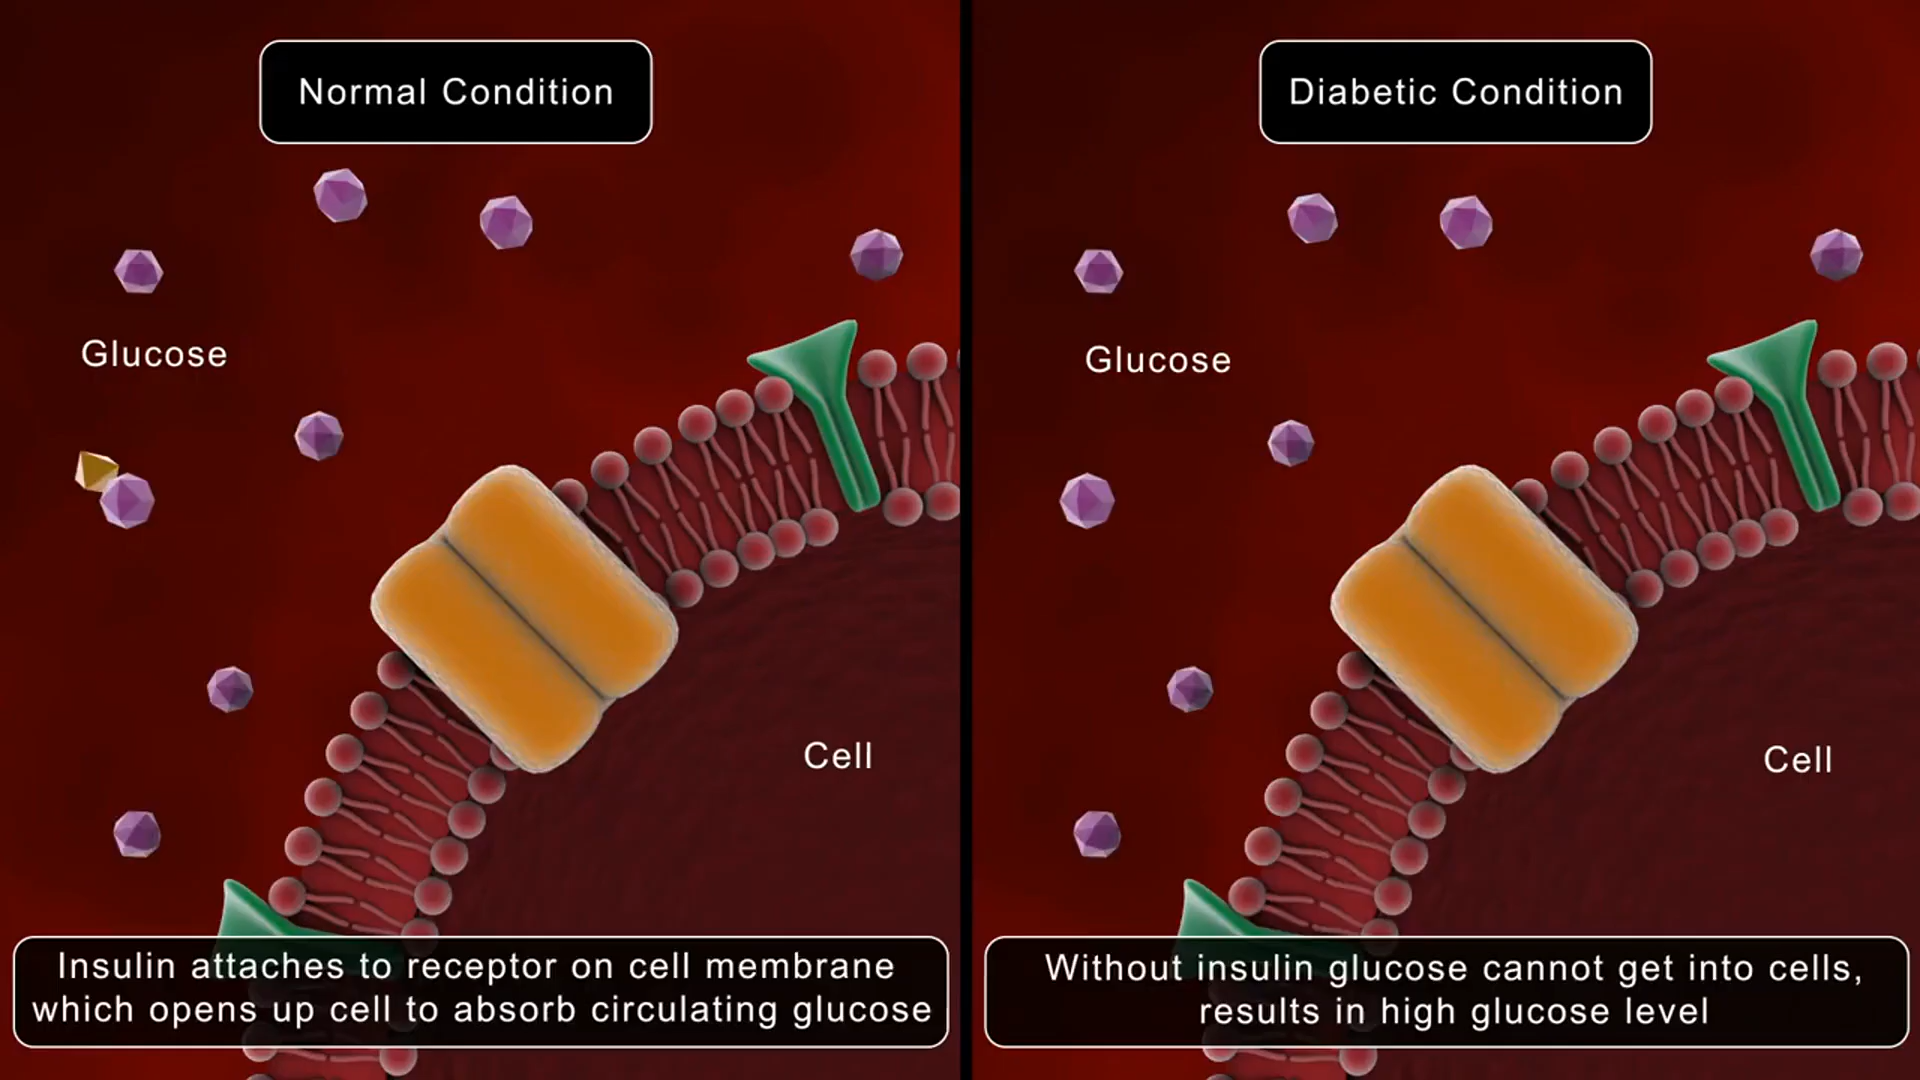 Normal Condition
Glucose
Cell
Insulin attaches to receptor on cell membrane
which opens up cell to absorb circulating glucose
Diabetic Condition
Glucose
Cell
Without insulin glucose cannot get into cells,
results in high glucose level